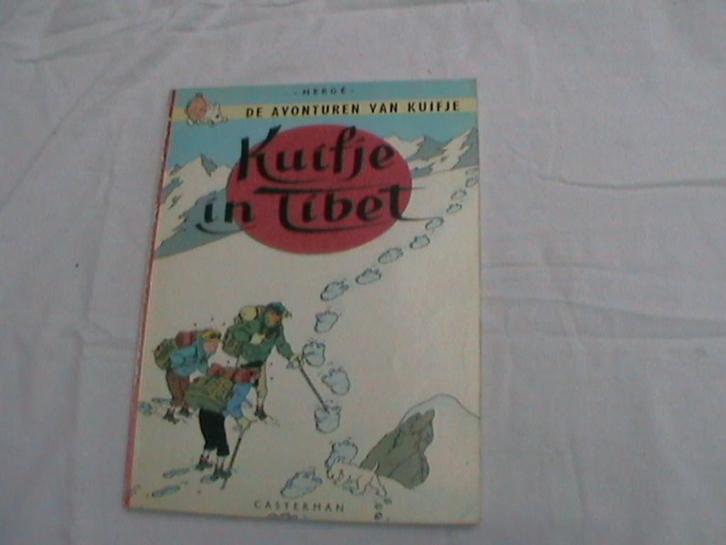 · HERGÉ ·
DE AVONTUREN VAN KUIFJE
Kuifje
in Tibet
CASTERMAN